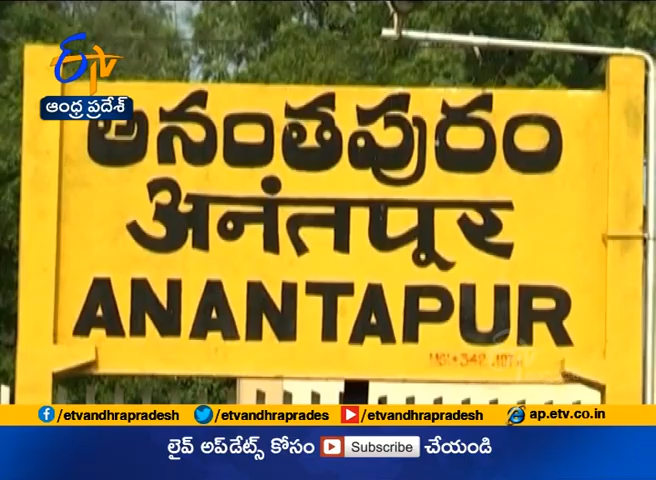 etv
ఆంధ్ర ప్రదేశ్
అనంతపురం
अनंतपूर
ANANTAPUR
/etvandhrapradesh /etvandhraprades /etvandhrapradesh ap.etv.co.in
లైవ్ అప్‌డేట్స్ కోసం Subscribe చేయండి